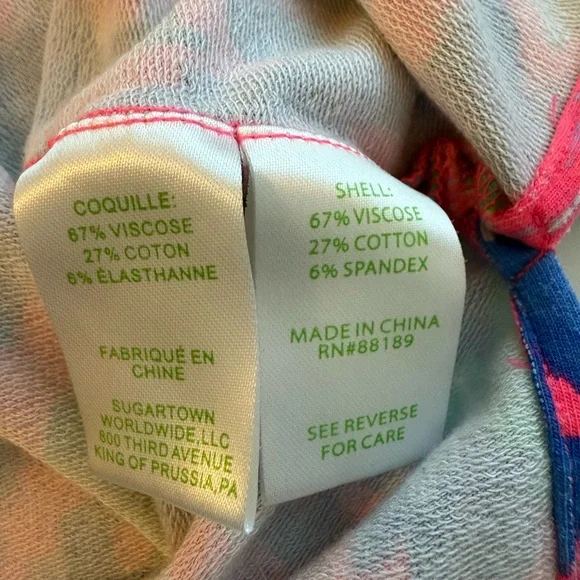 COQUILLE:
67% VISCOSE
27% COTON
6% ÉLASTHANNE
FABRIQUÉ EN
CHINE
SUGARTOWN
WORLDWIDE,LLC
800 THIRD AVENUE
KING OF PRUSSIA,PA
SHELL:
67% VISCOSE
27% COTTON
6% SPANDEX
MADE IN CHINA
RN#88189
SEE REVERSE
FOR CARE